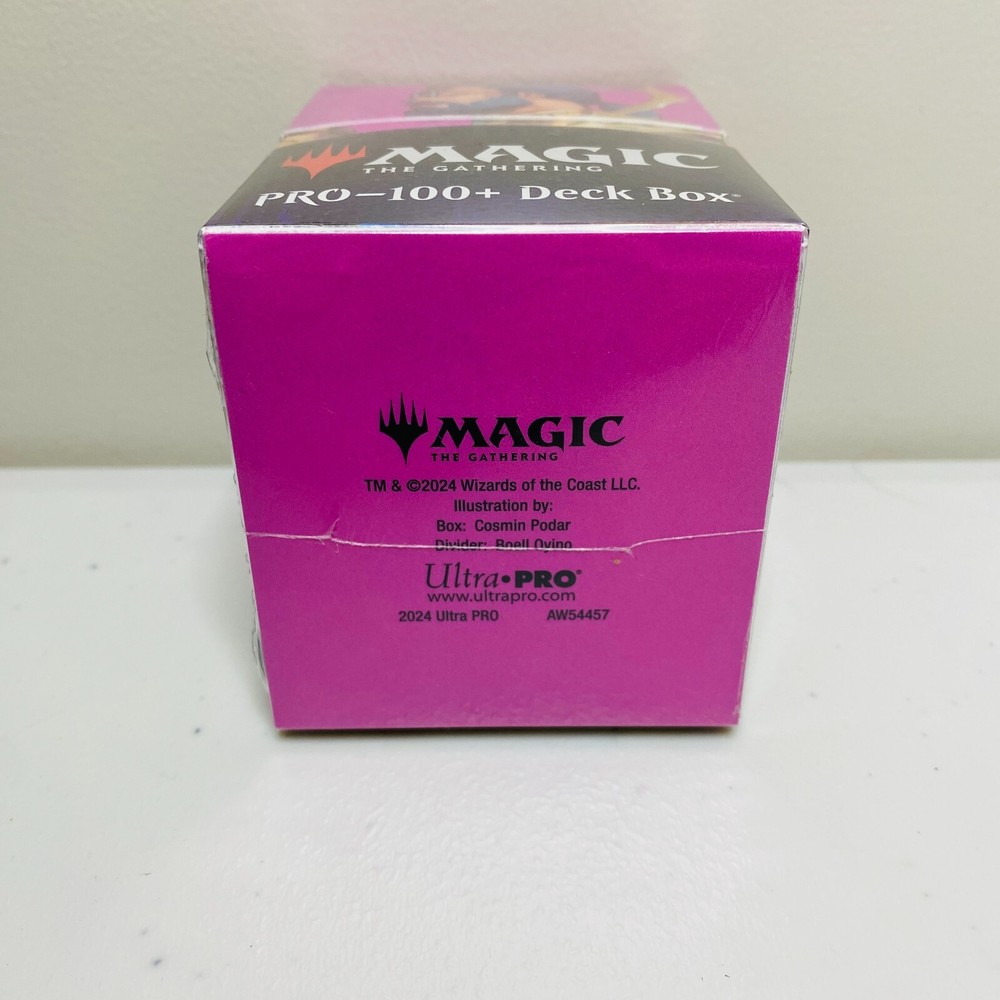 MAGIC
THE GATHERING
PRO-100+ Deck Box
MAGIC
THE GATHERING
TM & ©2024 Wizards of the Coast LLC.
Illustration by:
Box: Cosmin Podar
Divider: Boell Oyino
Ultra•PRO®
www.ultrapro.com
2024 Ultra PRO AW54457